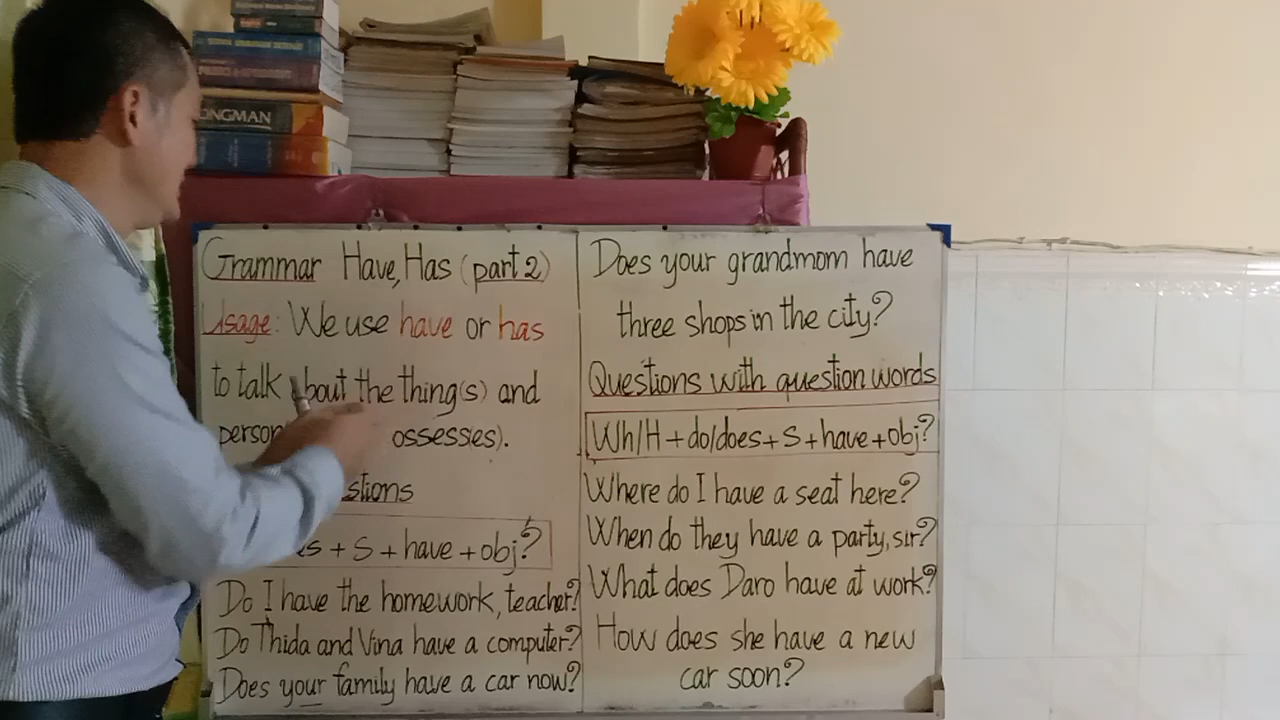 LONGMAN
Grammar Have, Has (part 2)
Usage: We use have or has
to talk about the thing(s) and
person ossess(es).
stions
es + S + have + obj?
Do I have the homework, teacher?
Do Thida and Vina have a computer?
Does your family have a car now?
Does your grandmom have
three shops in the city?
Questions with question words
Wh/H + do/does + S + have + obj?
Where do I have a seat here?
When do they have a party, sir?
What does Daro have at work?
How does she have a new
car soon?